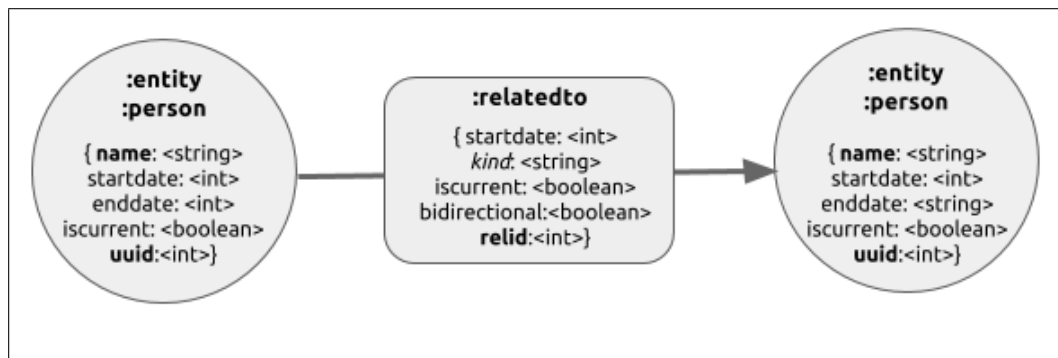 :entity
:person
{ name: <string>
startdate: <int>
enddate: <int>
iscurrent: <boolean>
uuid:<int>}
:relatedto
{ startdate: <int>
kind: <string>
iscurrent: <boolean>
bidirectional:<boolean>
relid:<int>}
:entity
:person
{ name: <string>
startdate: <int>
enddate: <string>
iscurrent: <boolean>
uuid:<int>}